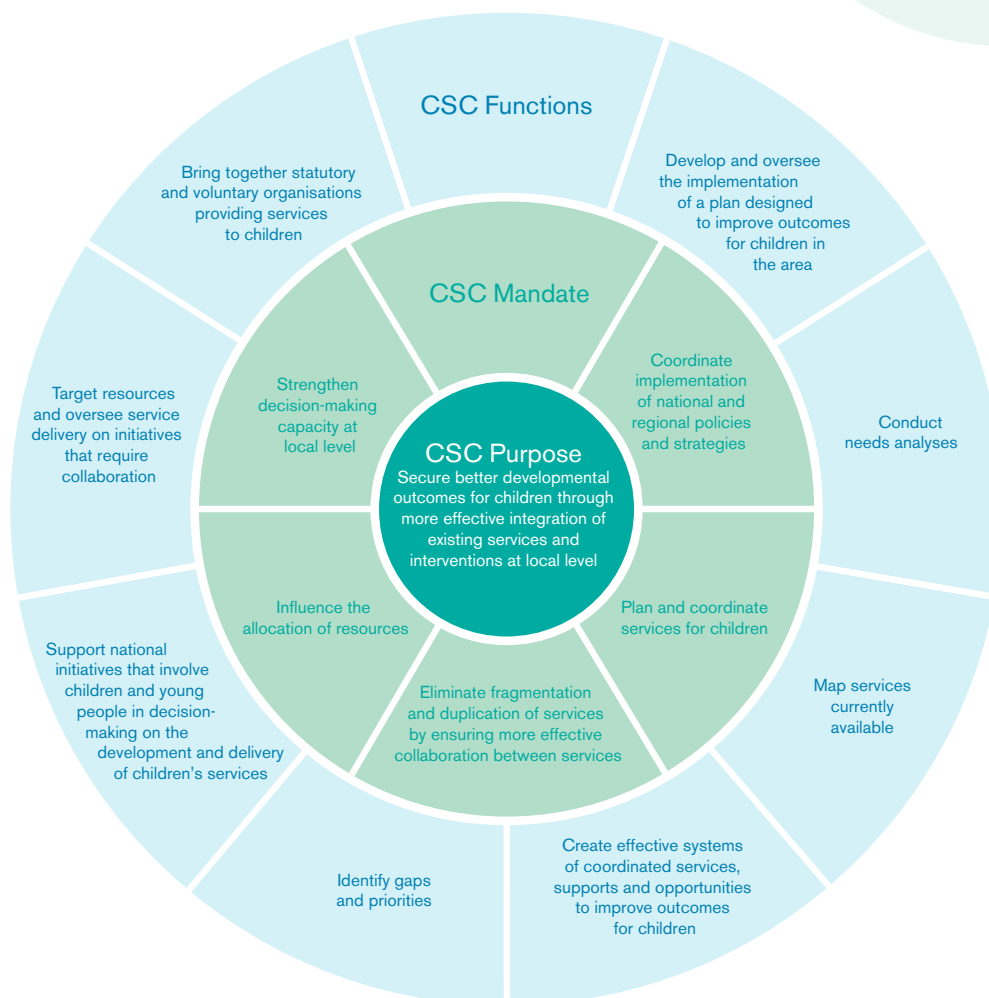 CSC Functions
Develop and oversee
the implementation
of a plan designed
to improve outcomes
for children in
the area
Conduct
needs analyses
Map services
currently
available
Create effective systems
of coordinated services,
supports and opportunities
to improve outcomes
for children
Identify gaps
and priorities
Support national
initiatives that involve
children and young
people in decision-
making on the
development and delivery
of children’s services
Target resources
and oversee service
delivery on initiatives
that require
collaboration
Bring together statutory
and voluntary organisations
providing services
to children
CSC Mandate
Coordinate
implementation
of national and
regional policies
and strategies
Plan and coordinate
services for children
Eliminate fragmentation
and duplication of services
by ensuring more effective
collaboration between services
Influence the
allocation of resources
Strengthen
decision-making
capacity at
local level
CSC Purpose
Secure better developmental
outcomes for children through
more effective integration of
existing services and
interventions at local level